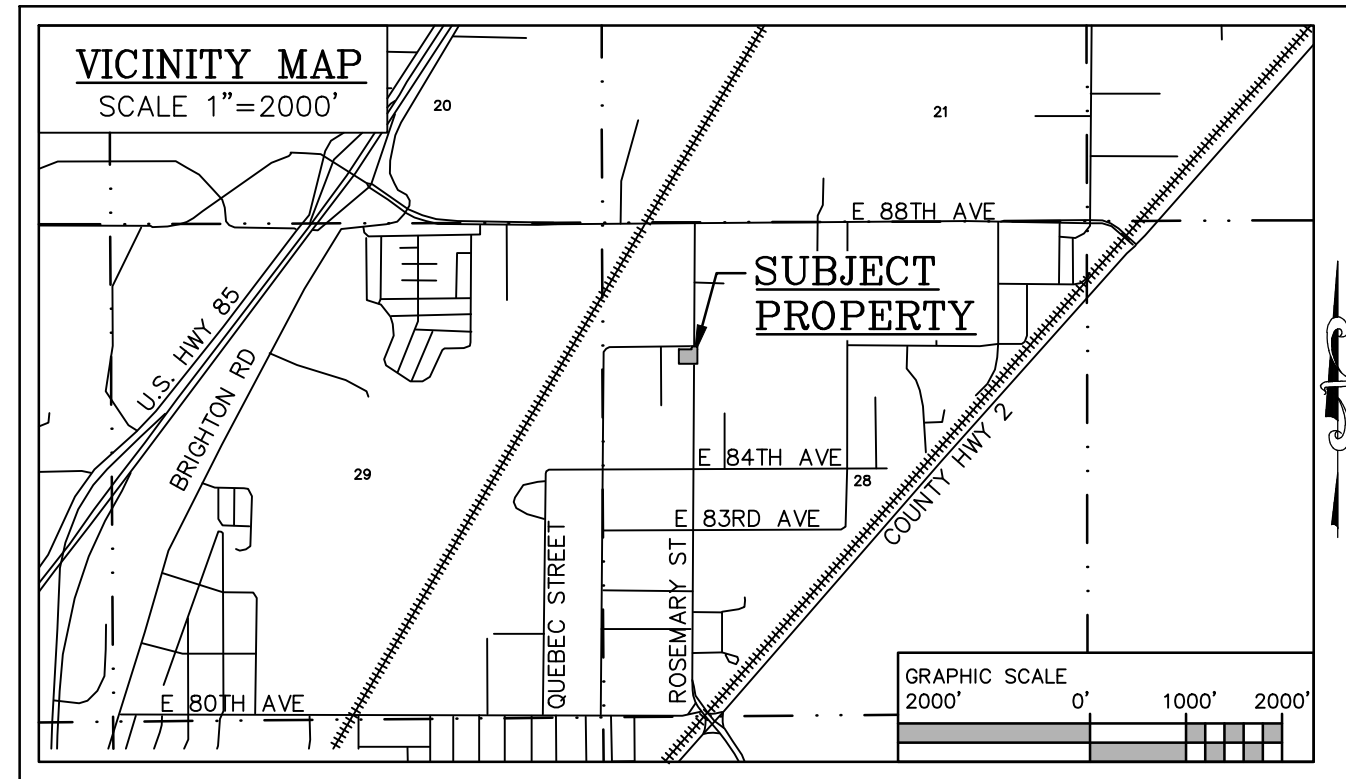 VICINITY MAP
SCALE 1"=2000'
20
21
E 88TH AVE
SUBJECT
PROPERTY
U.S. HWY 85
BRIGHTON RD
29
E 84TH AVE
28
E 83RD AVE
COUNTY HWY 2
QUEBEC STREET
ROSEMARY ST
E 80TH AVE
GRAPHIC SCALE
2000' 0' 1000' 2000'